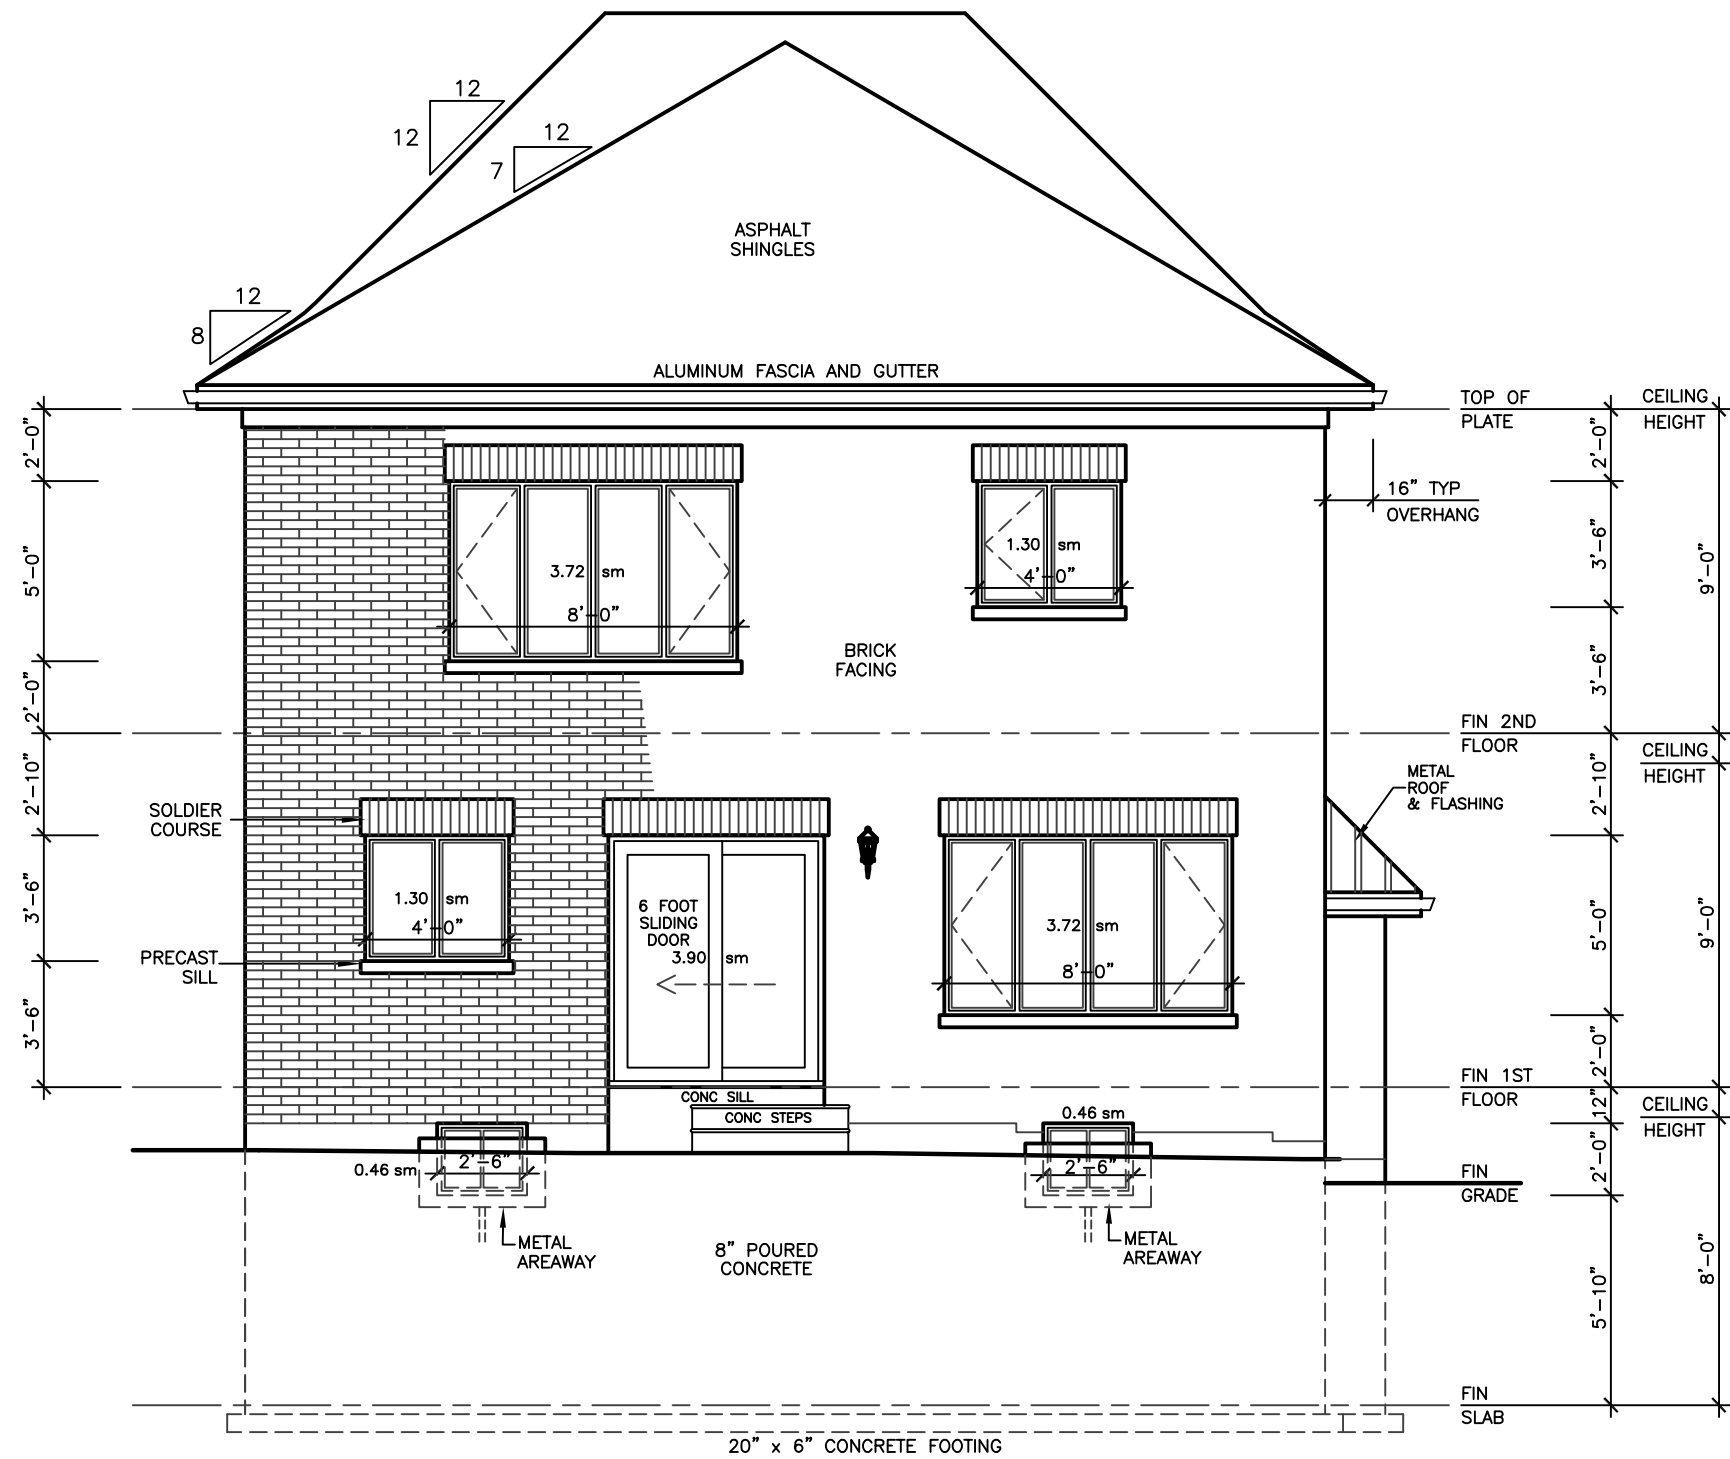 12
12
12
7
ASPHALT
SHINGLES
12
8
ALUMINUM FASCIA AND GUTTER
TOP OF
PLATE
CEILING
HEIGHT
2'-0"
2'-0"
16" TYP
OVERHANG
5'-0"
3.72 sm
8'-0"
1.30 sm
4'-0"
3'-6"
9'-0"
BRICK
FACING
2'-0"
3'-6"
FIN 2ND
FLOOR
CEILING
HEIGHT
2'-10"
2'-10"
METAL
ROOF
& FLASHING
SOLDIER
COURSE
3'-6"
1.30 sm
4'-0"
6 FOOT
SLIDING
DOOR
3.90 sm
3.72 sm
8'-0"
5'-0"
9'-0"
PRECAST
SILL
3'-6"
2'-0"
FIN 1ST
FLOOR
CONC SILL
CONC STEPS
12"
CEILING
HEIGHT
0.46 sm
0.46 sm
2'-6"
2'-6"
2'-0"
FIN
GRADE
METAL
AREAWAY
8" POURED
CONCRETE
METAL
AREAWAY
5'-10"
8'-0"
FIN
SLAB
20" x 6" CONCRETE FOOTING